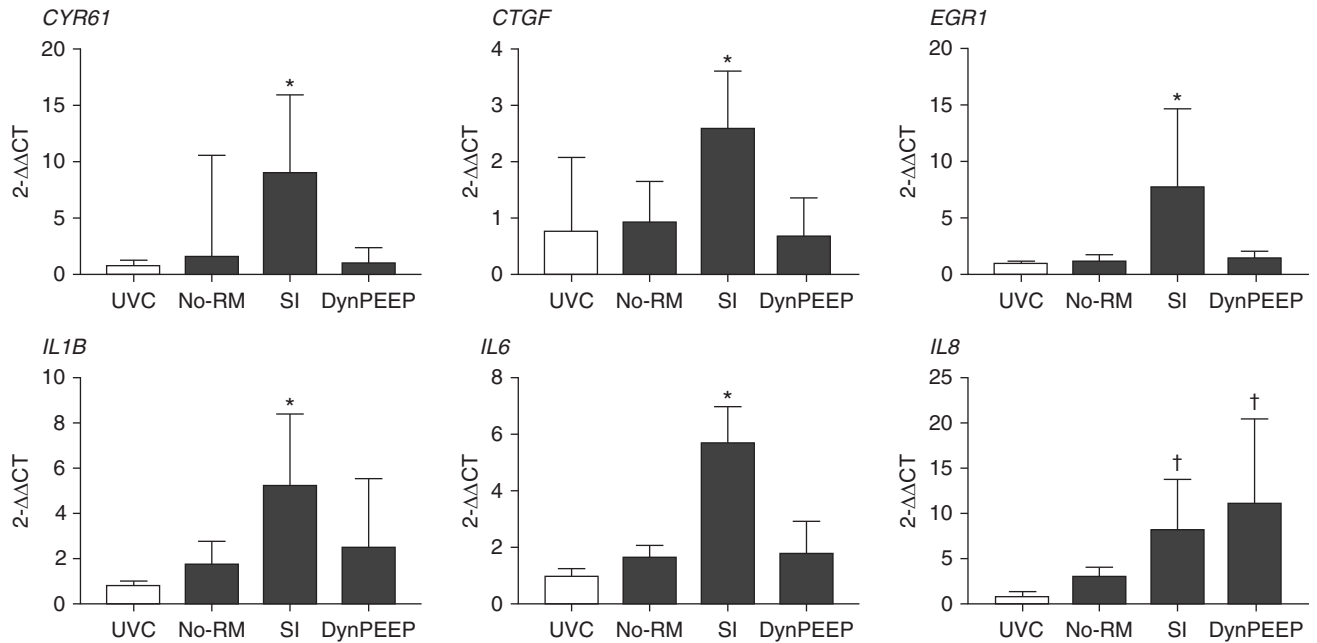 CYR61
20
15
10
5
0
2-ΔΔCT
*
UVC No-RM SI DynPEEP
CTGF
4
3
2
1
0
2-ΔΔCT
*
UVC No-RM SI DynPEEP
EGR1
20
15
10
5
0
2-ΔΔCT
*
UVC No-RM SI DynPEEP
IL1B
10
8
6
4
2
0
2-ΔΔCT
*
UVC No-RM SI DynPEEP
IL6
8
6
4
2
0
2-ΔΔCT
*
UVC No-RM SI DynPEEP
IL8
25
20
15
10
5
0
2-ΔΔCT
†
†
UVC No-RM SI DynPEEP